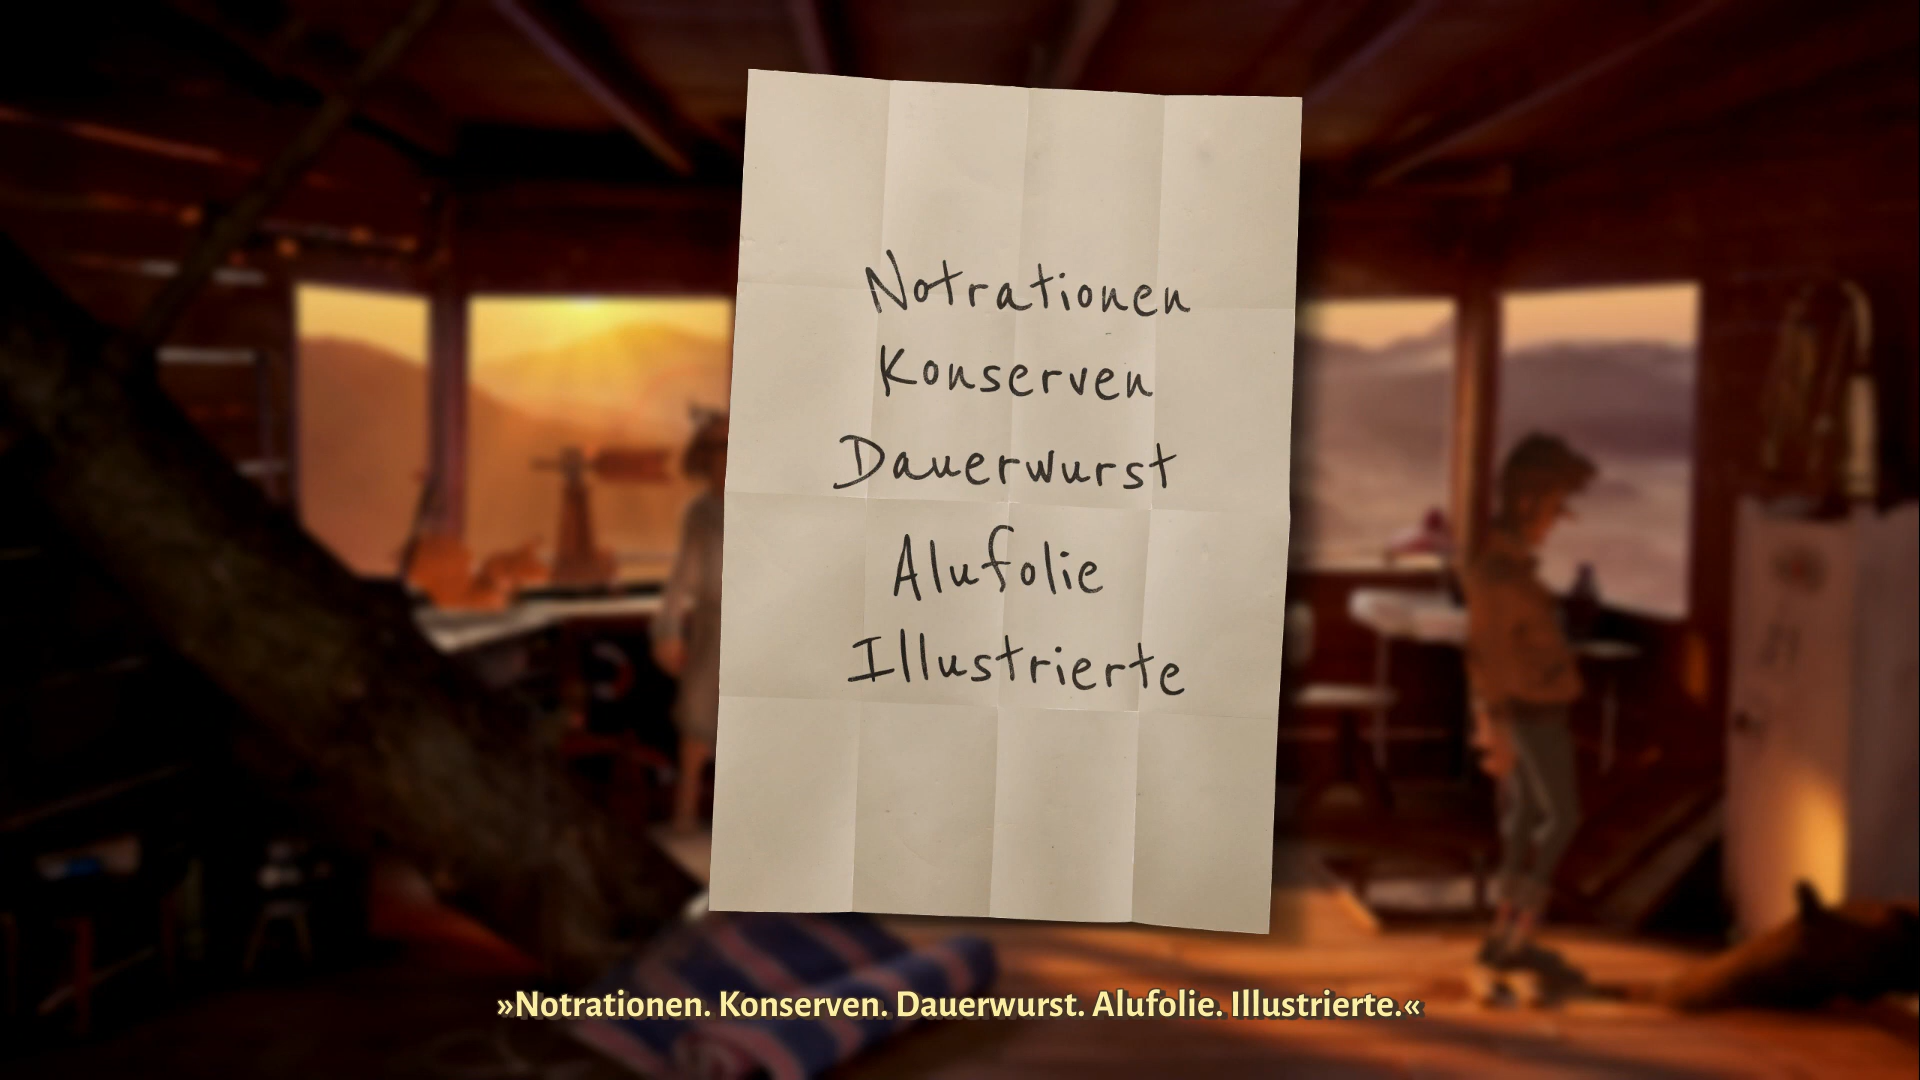 Notrationen
Konserven
Dauerwurst
Alufolie
Illustrierte
»Notrationen. Konserven. Dauerwurst. Alufolie. Illustrierte.«